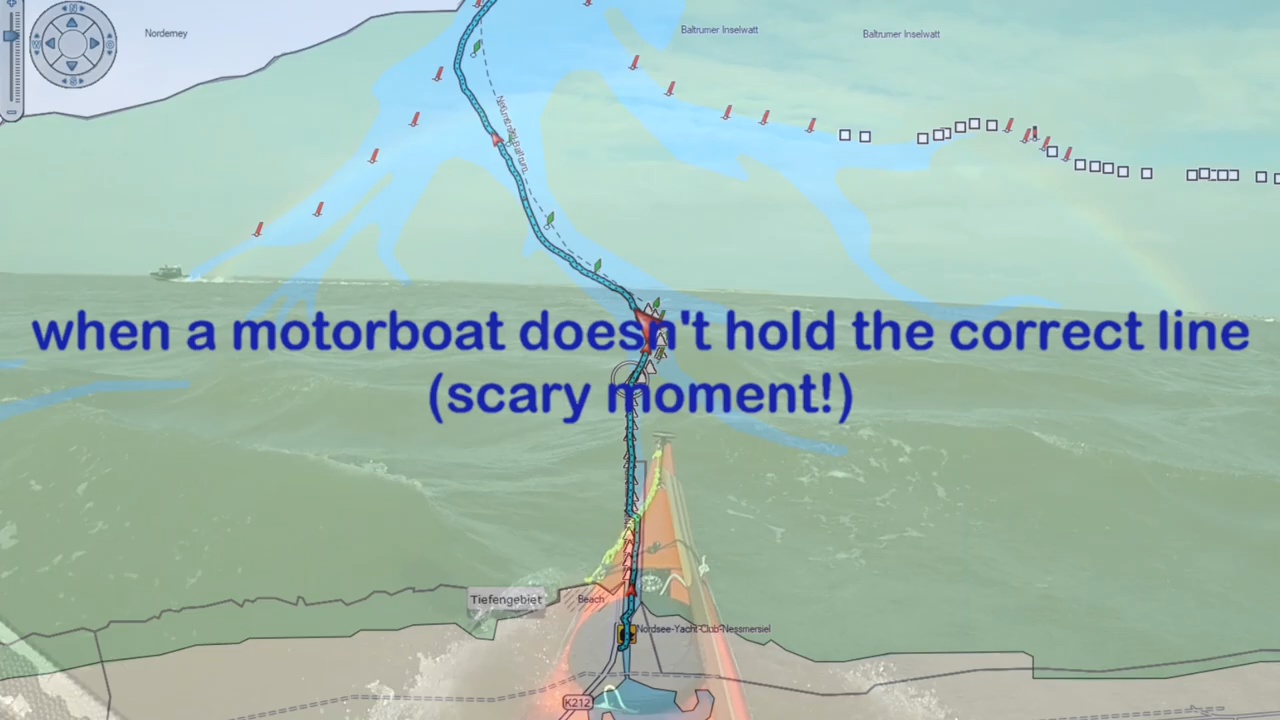 Norderney
Baltrumer Inselwatt
Baltrumer Inselwatt
when a motorboat doesn't hold the correct line
(scary moment!)
Tiefengebiet
Beach
Nordsee-Yacht-Club-Nessmersiel
K212